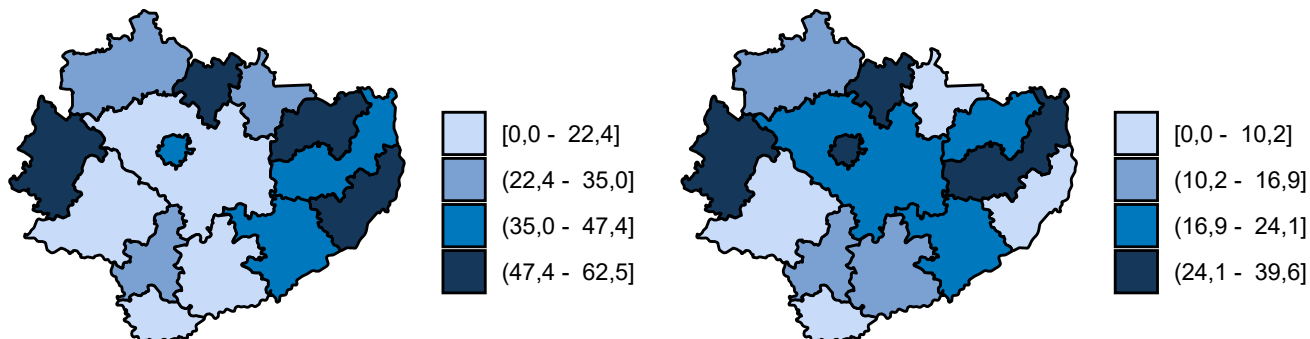 [0,0 - 22,4]
(22,4 - 35,0]
(35,0 - 47,4]
(47,4 - 62,5]
[0,0 - 10,2]
(10,2 - 16,9]
(16,9 - 24,1]
(24,1 - 39,6]